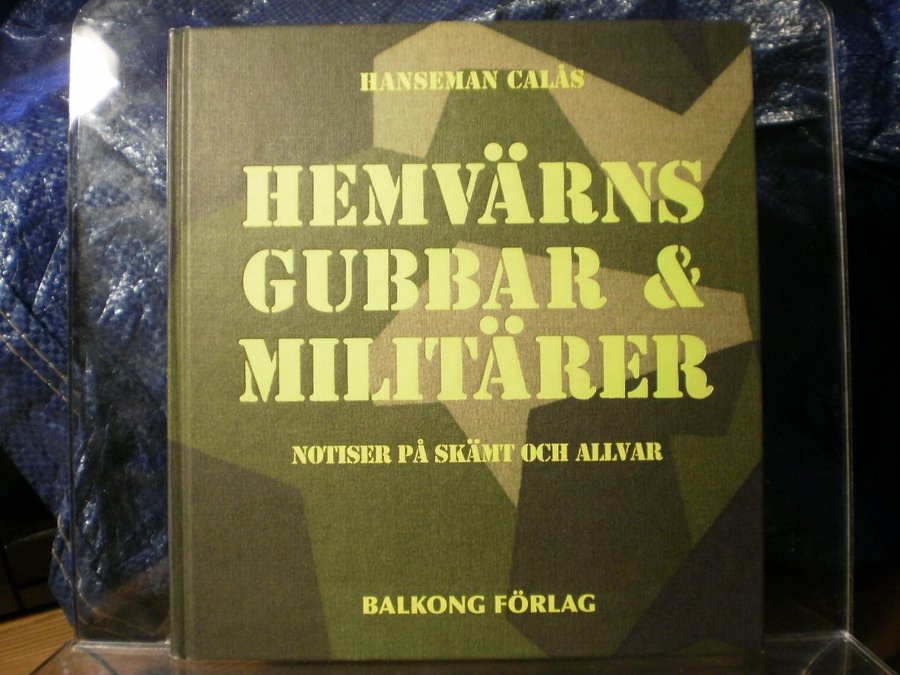 HANSEMAN CALÅS
HEMVÄRNS
GUBBAR &
MILITÄRER
NOTISER PÅ SKÄMT OCH ALLVAR
BALKONG FÖRLAG